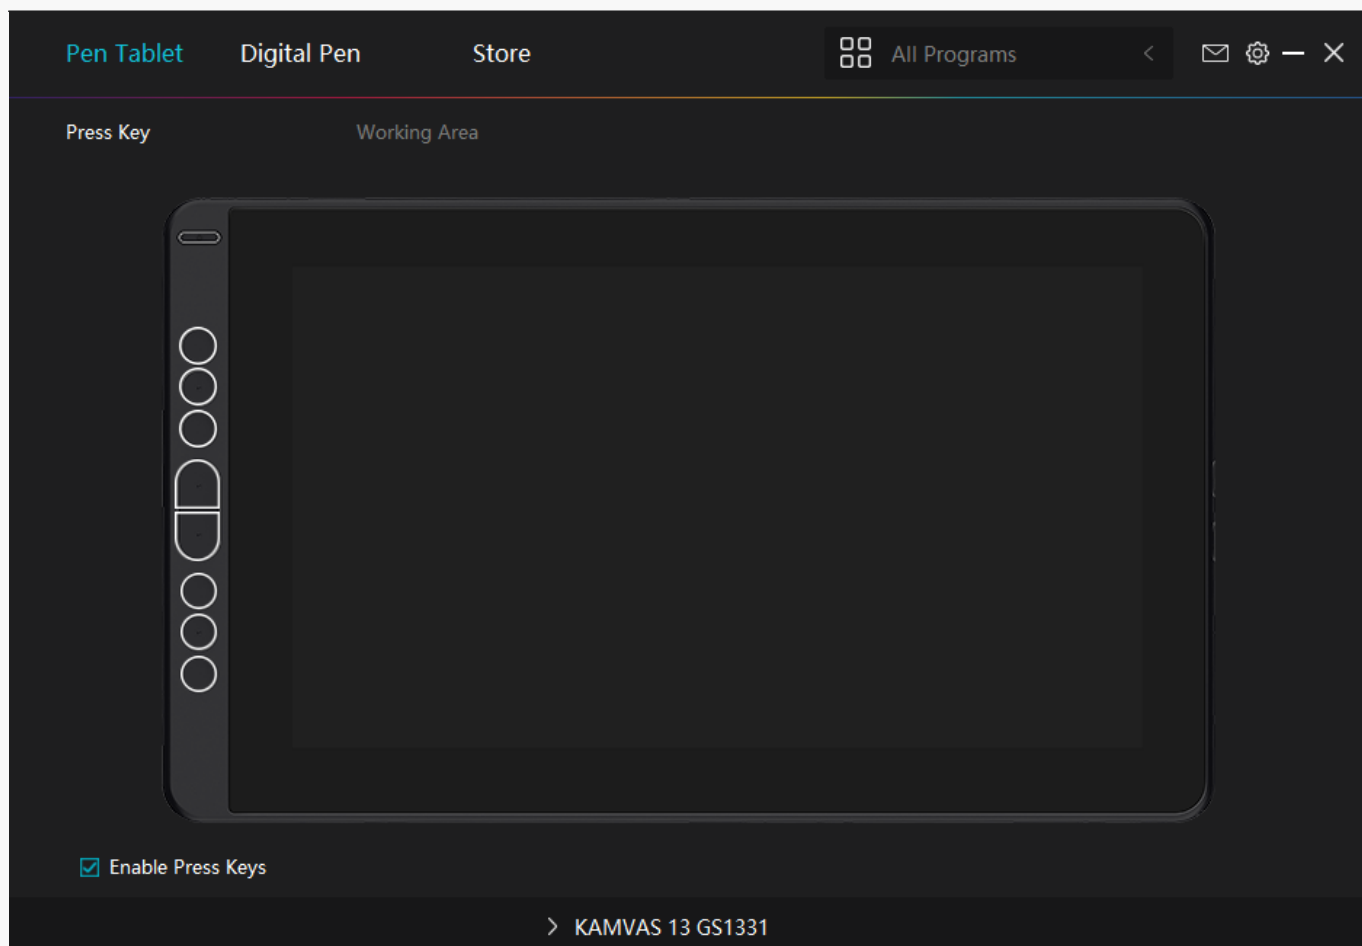 Pen Tablet Digital Pen Store All Programs
Press Key Working Area
Enable Press Keys
KAMVAS 13 GS1331